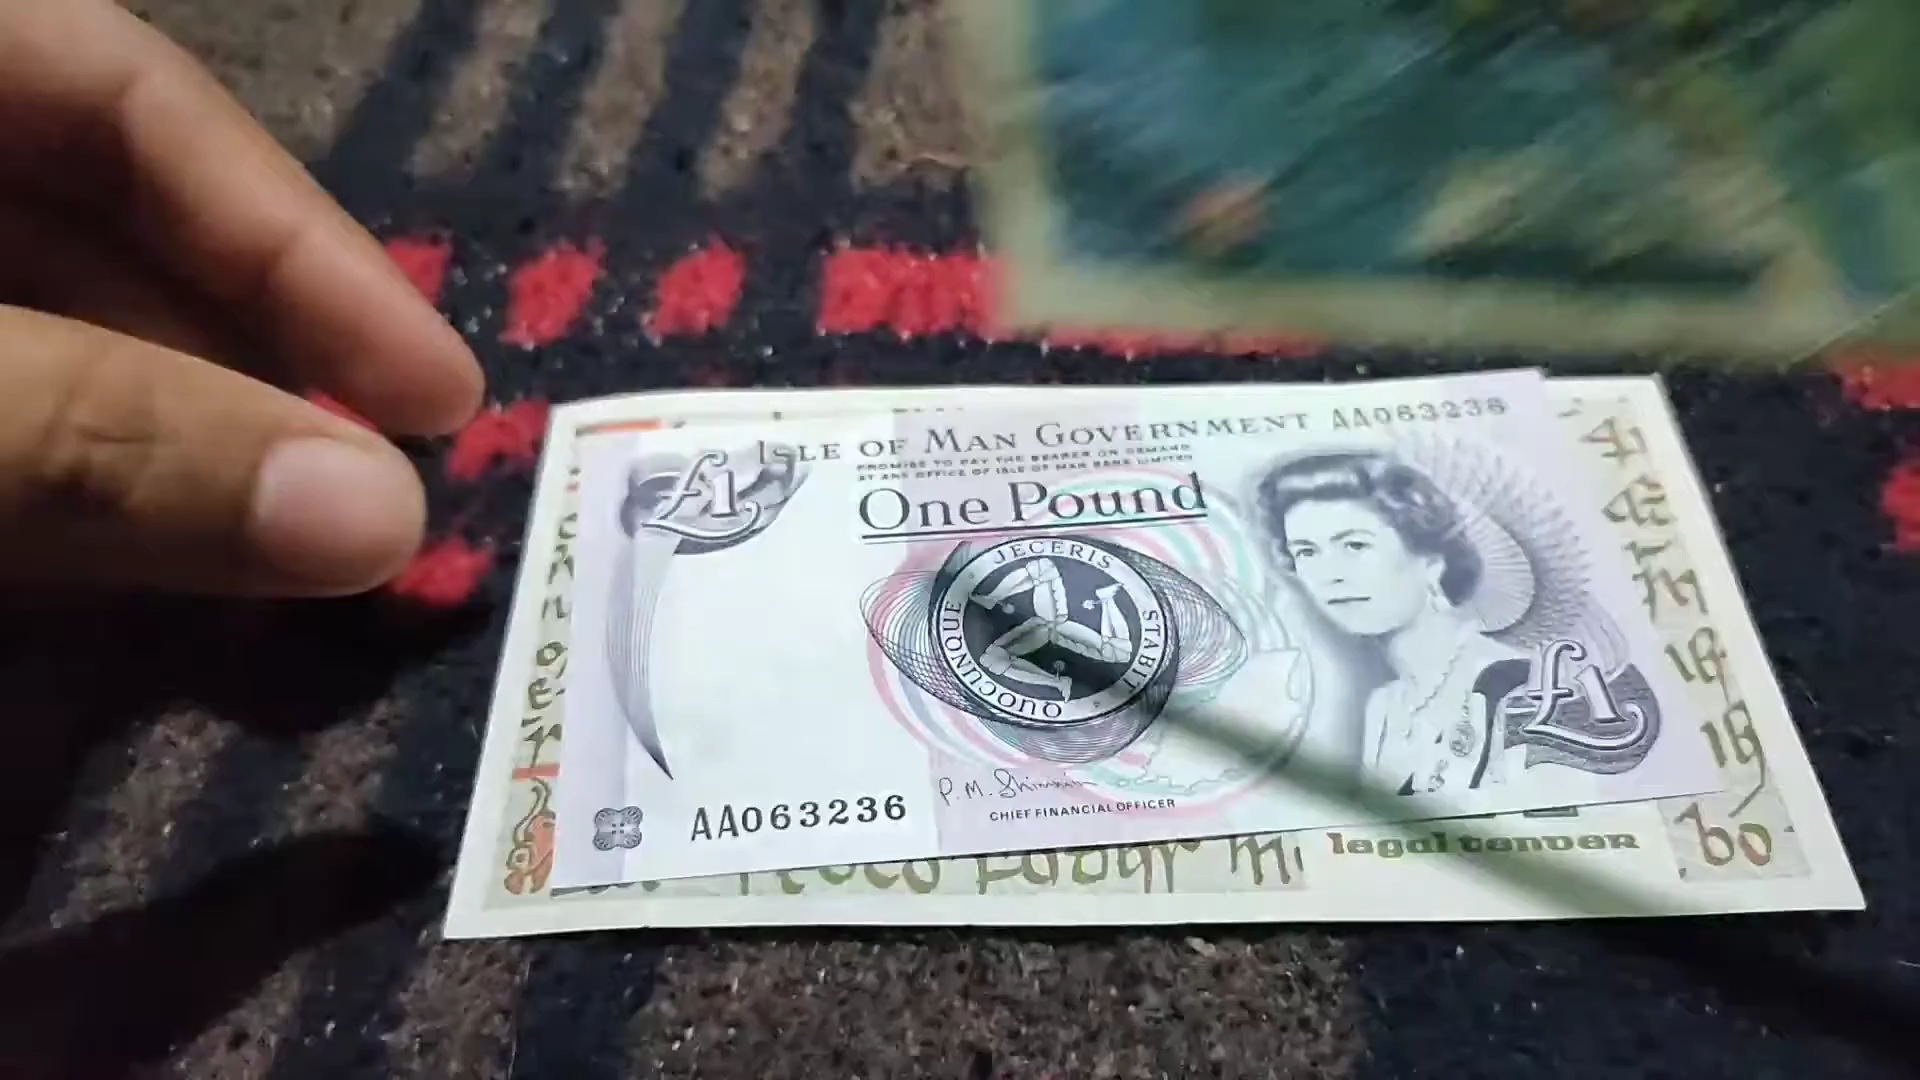 ISLE OF MAN GOVERNMENT AA063236
PROMISE TO PAY THE BEARER ON DEMAND
AT ANY OFFICE OF ISLE OF MAN BANK LIMITED
£1
One Pound
JECERIS
STABIT
QUOCUNQUE
£1
P.M. Shimmin
CHIEF FINANCIAL OFFICER
AA063236
legal tender